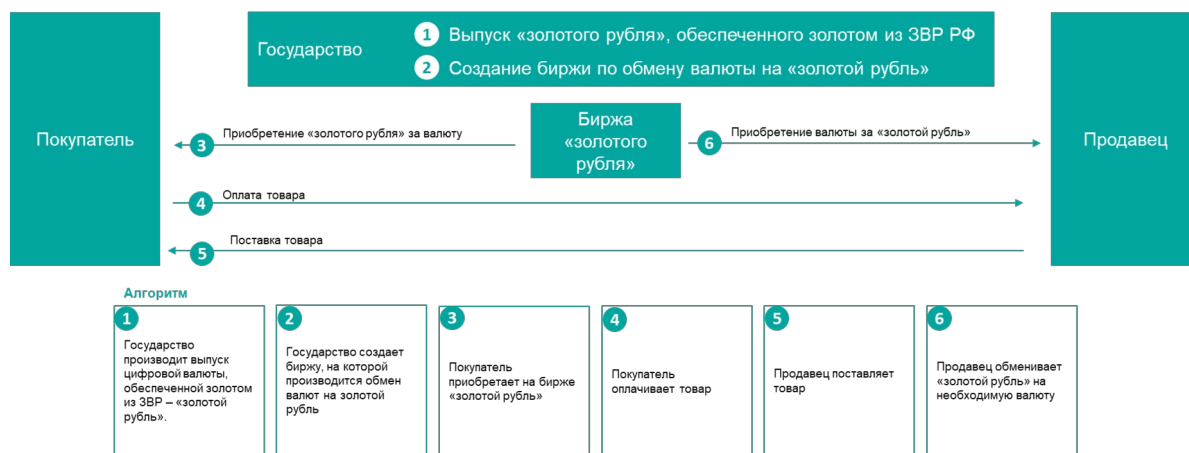 Государство
1 Выпуск «золотого рубля», обеспеченного золотом из ЗВР РФ
2 Создание биржи по обмену валюты на «золотой рубль»
Покупатель
3
Приобретение «золотого рубля» за валюту
Биржа
«золотого
рубля»
6
Приобретение валюты за «золотой рубль»
Продавец
4
Оплата товара
5
Поставка товара
Алгоритм
1
Государство
производит выпуск
цифровой валюты,
обеспеченной золотом
из ЗВР – «золотой
рубль».
2
Государство создает
биржу, на которой
производится обмен
валют на золотой
рубль
3
Покупатель
приобретает на бирже
«золотой рубль»
4
Покупатель
оплачивает товар
5
Продавец поставляет
товар
6
Продавец обменивает
«золотой рубль» на
необходимую валюту